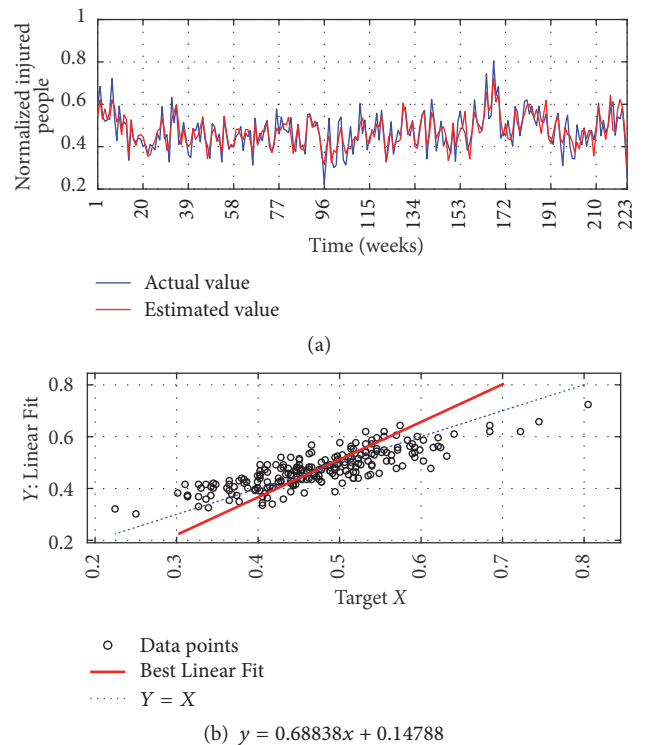 1
0.8
0.6
0.4
0.2
Normalized injured
people
1
20
39
58
77
96
115
134
153
172
191
210
223
Time (weeks)
Actual value
Estimated value
(a)
0.8
0.6
0.4
0.2
Y: Linear Fit
0.2
0.3
0.4
0.5
0.6
0.7
0.8
Target X
Data points
Best Linear Fit
Y = X
(b) y = 0.68838x + 0.14788